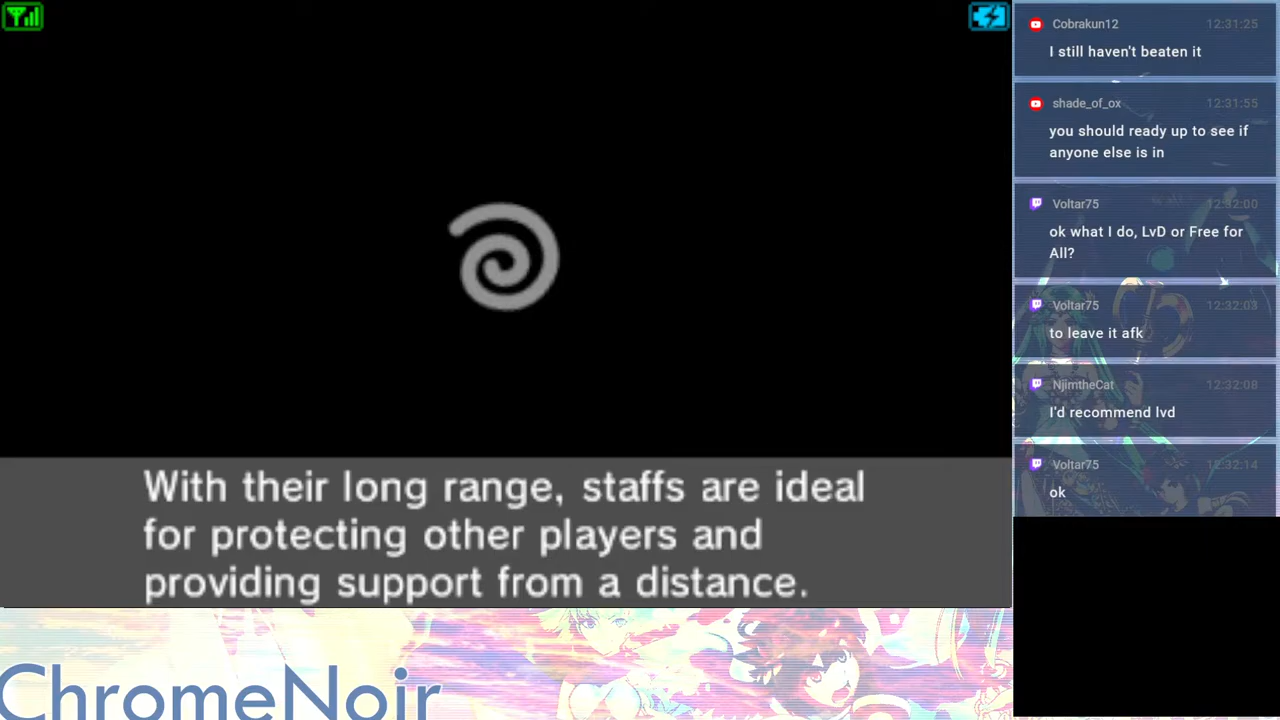 With their long range, staffs are ideal
for protecting other players and
providing support from a distance.
ChromeNoir
Cobrakun12 12:31:25
I still haven't beaten it
shade_of_ox 12:31:55
you should ready up to see if
anyone else is in
Voltar75 12:32:00
ok what I do, LvD or Free for
All?
Voltar75 12:32:03
to leave it afk
NjimtheCat 12:32:08
I'd recommend lvd
Voltar75 12:32:14
ok